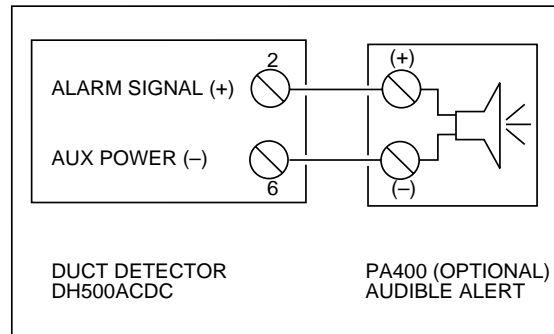 2
(+)
ALARM SIGNAL (+)
AUX POWER (–)
6
(–)
DUCT DETECTOR
DH500ACDC
PA400 (OPTIONAL)
AUDIBLE ALERT